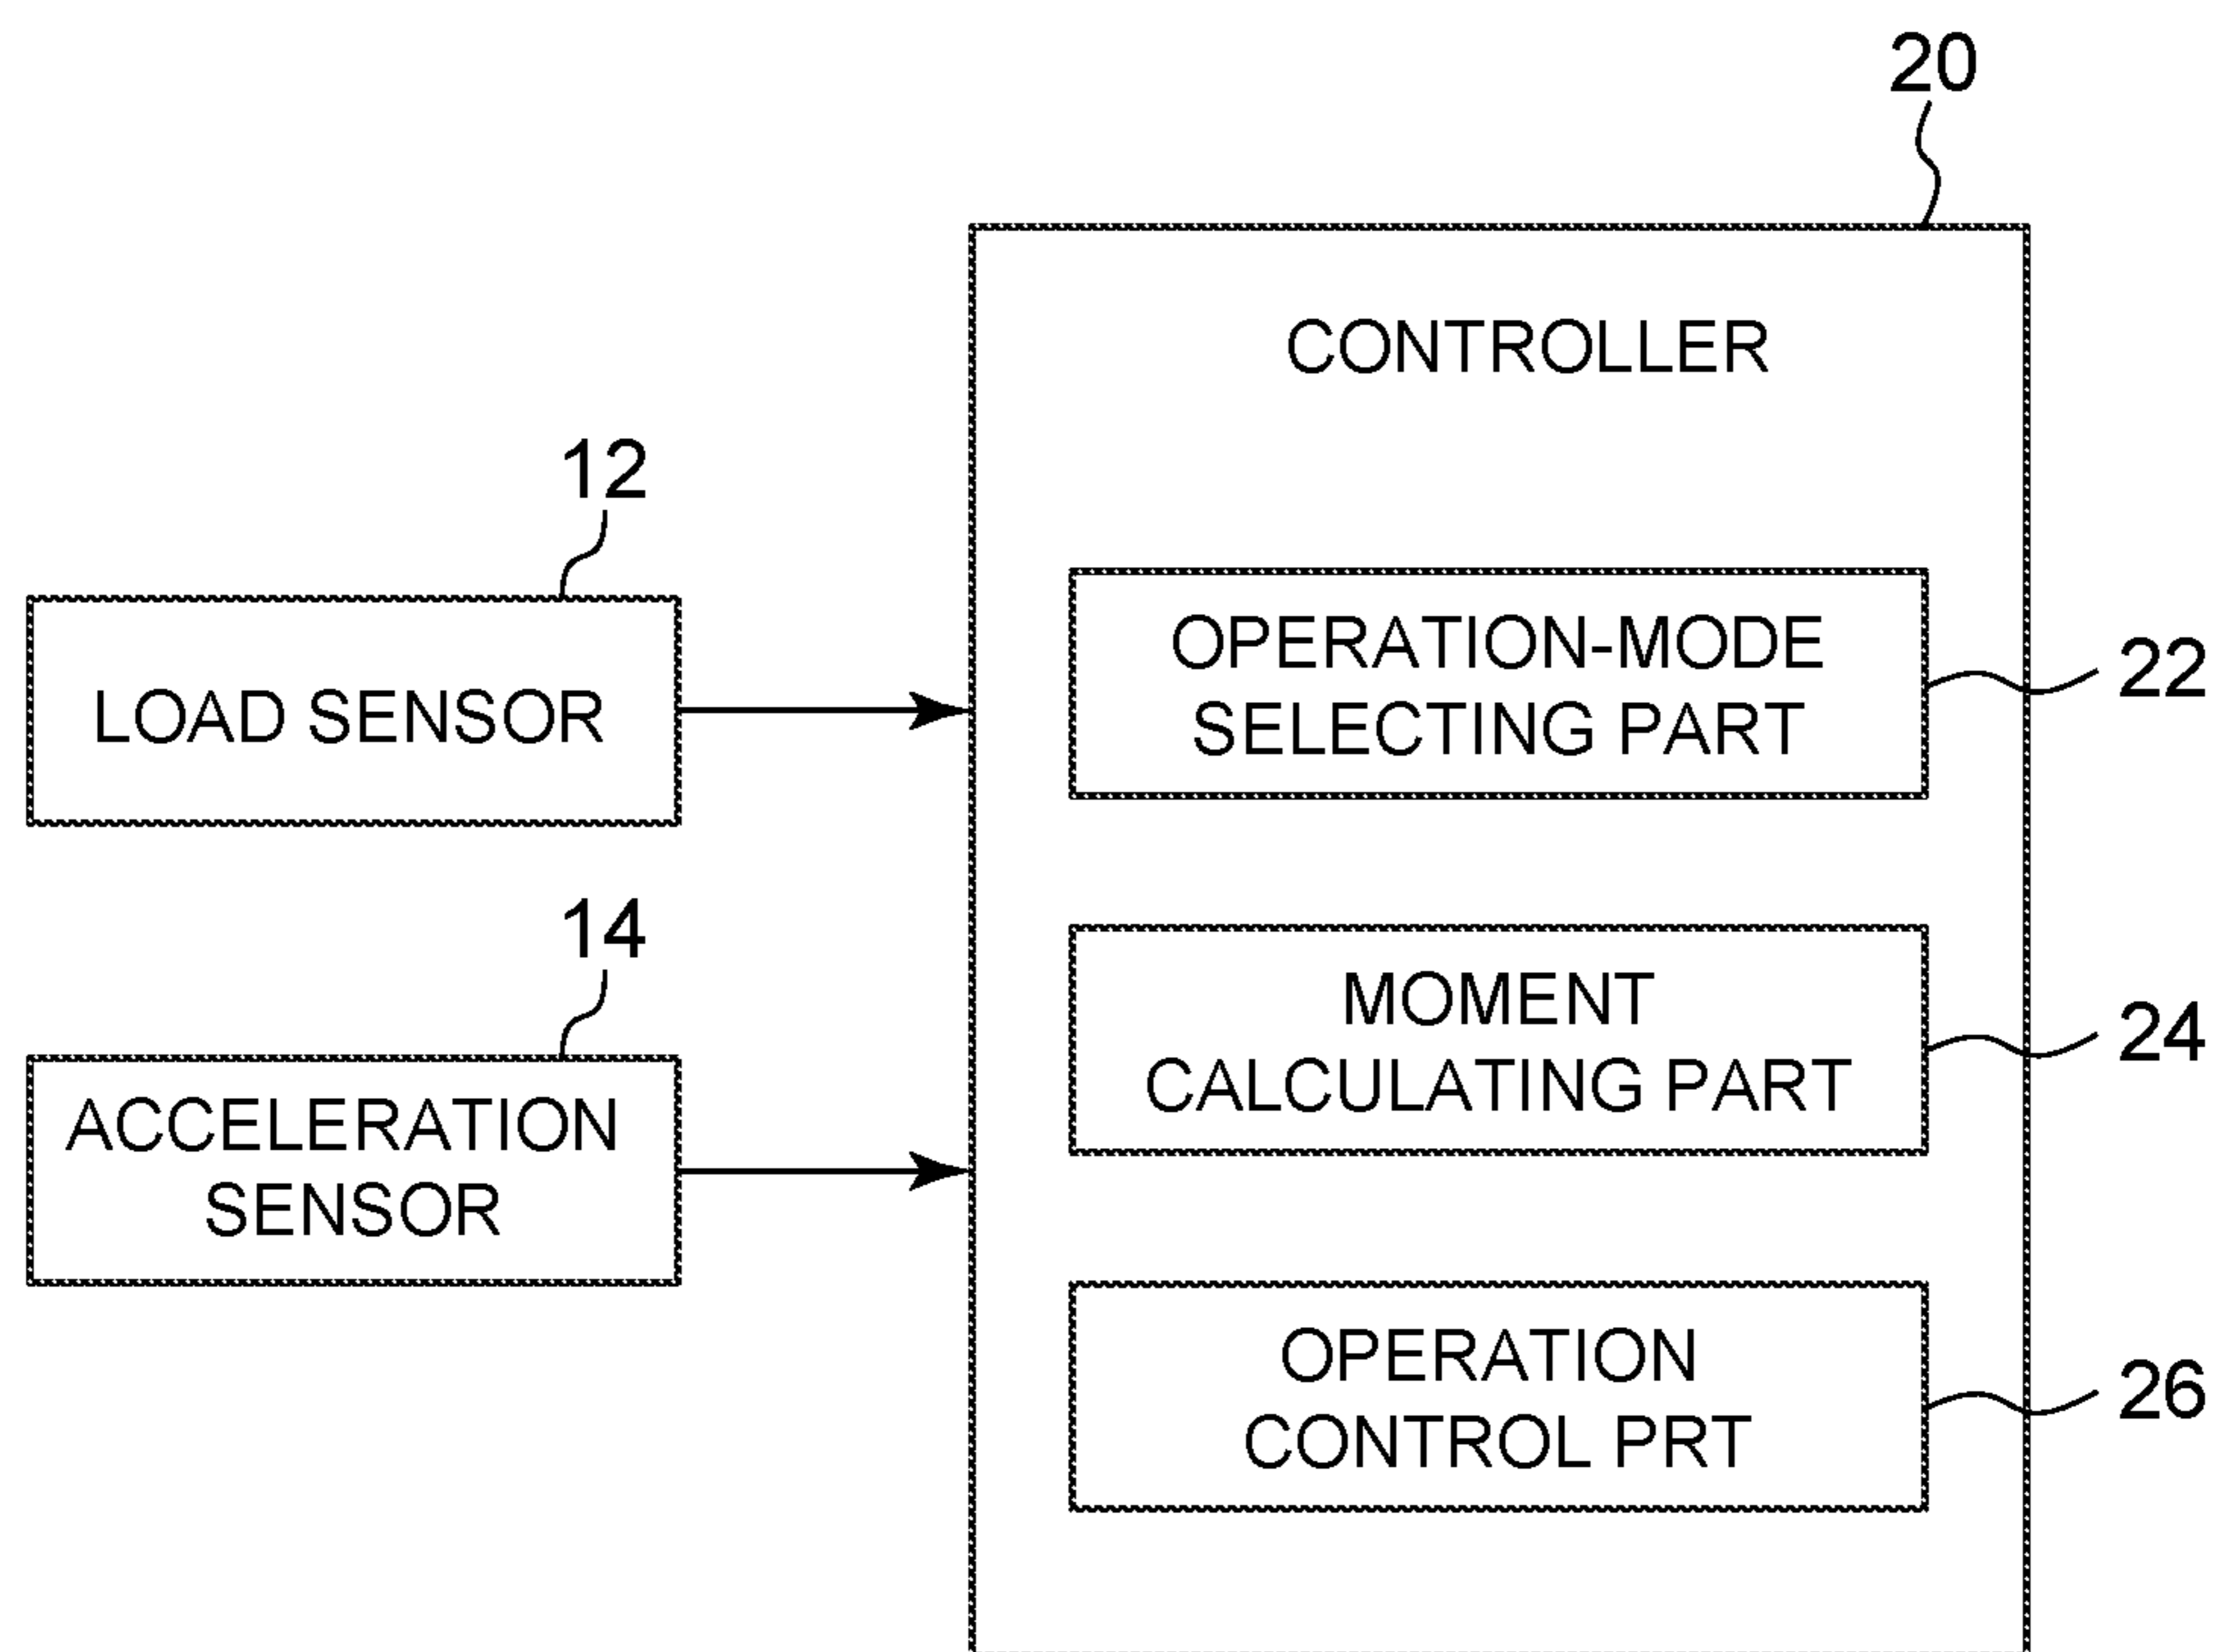 20
CONTROLLER
12
LOAD SENSOR
OPERATION-MODE
SELECTING PART
22
14
ACCELERATION
SENSOR
MOMENT
CALCULATING PART
24
OPERATION
CONTROL PRT
26